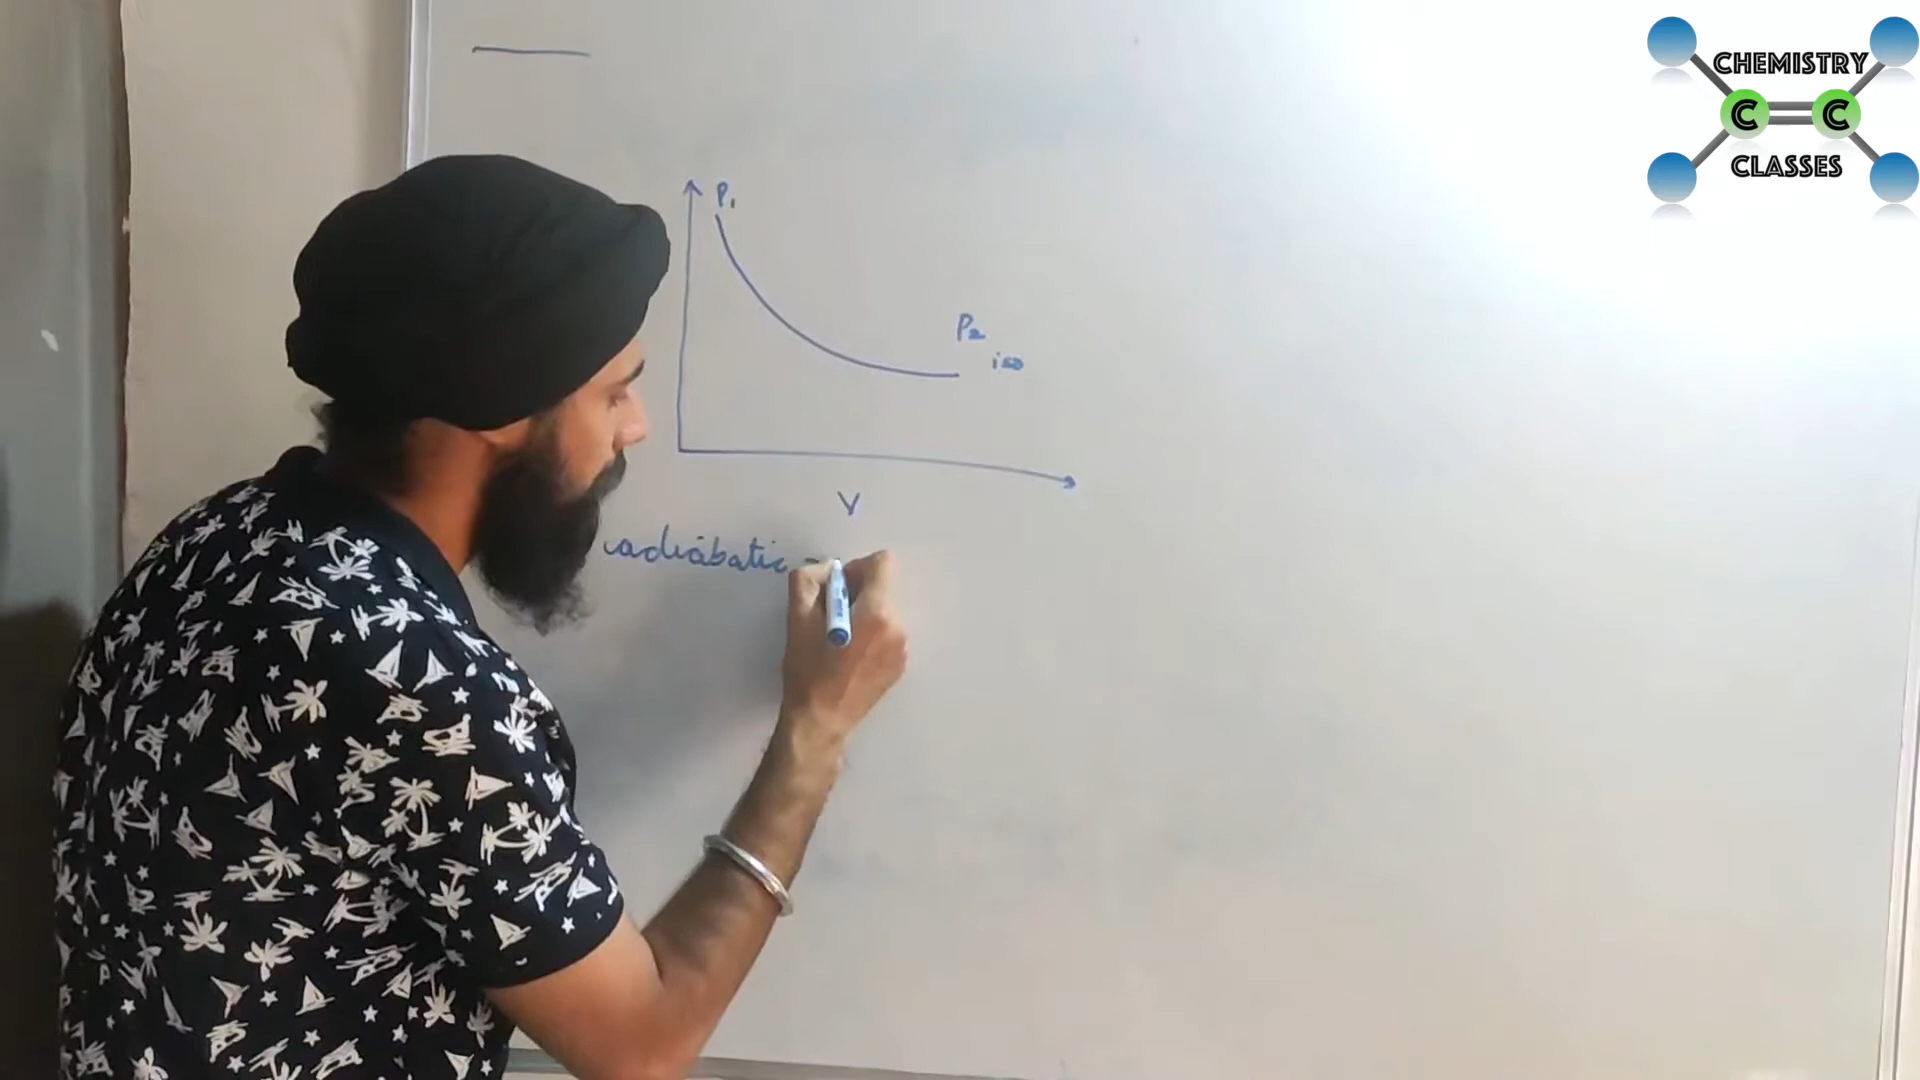 CHEMISTRY
C C
CLASSES
P1
P2
iso
V
adiabatic -